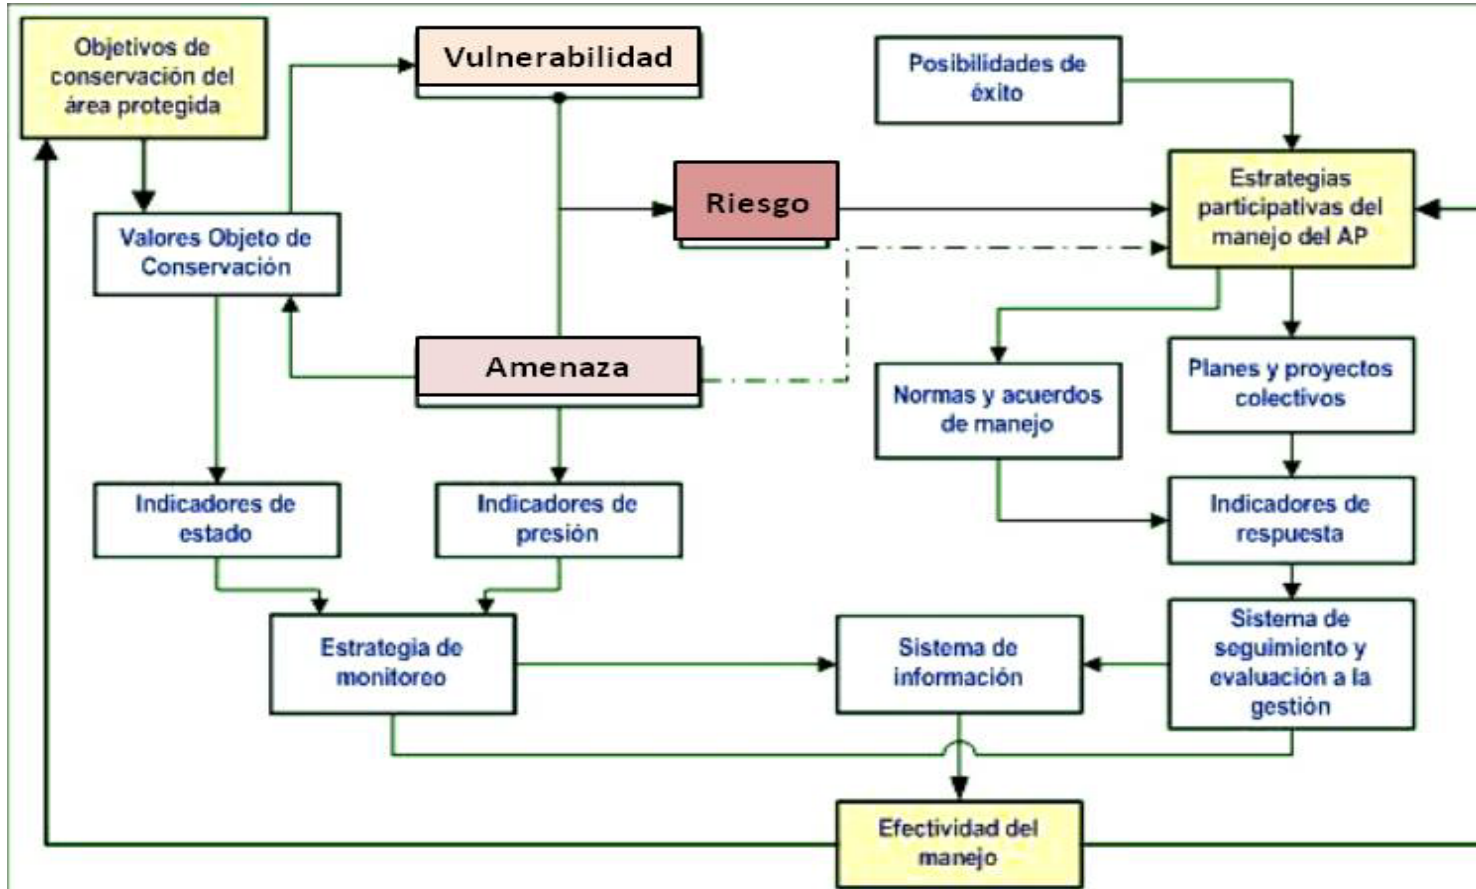 Objetivos de
conservación del
área protegida
Vulnerabilidad
Posibilidades de
éxito
Riesgo
Estrategias
participativas del
manejo del AP
Valores Objeto de
Conservación
Amenaza
Normas y acuerdos
de manejo
Planes y proyectos
colectivos
Indicadores de
estado
Indicadores de
presión
Indicadores de
respuesta
Estrategia de
monitoreo
Sistema de
información
Sistema de
seguimiento y
evaluación a la
gestión
Efectividad del
manejo